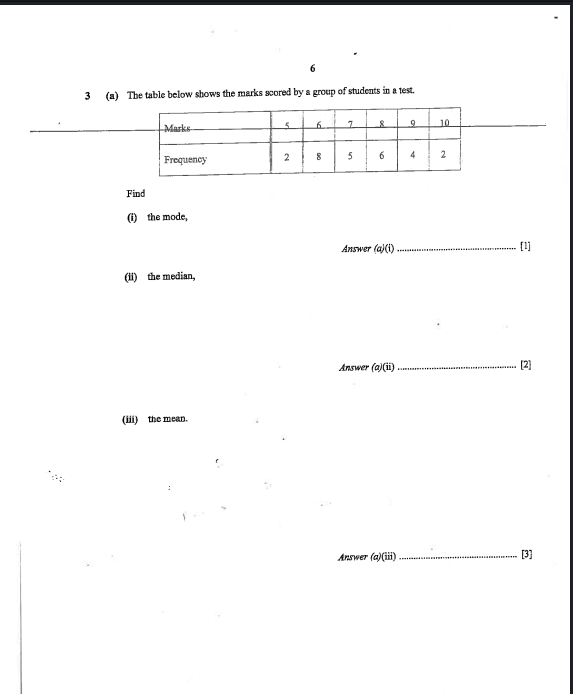 6
3 (a) The table below shows the marks scored by a group of students in a test.
Marks 5 6 7 8 9 10
Frequency 2 8 5 6 4 2
Find
(i) the mode,
Answer (a)(i) ................................................ [1]
(ii) the median,
Answer (a)(ii) ................................................ [2]
(iii) the mean.
Answer (a)(iii) ................................................ [3]